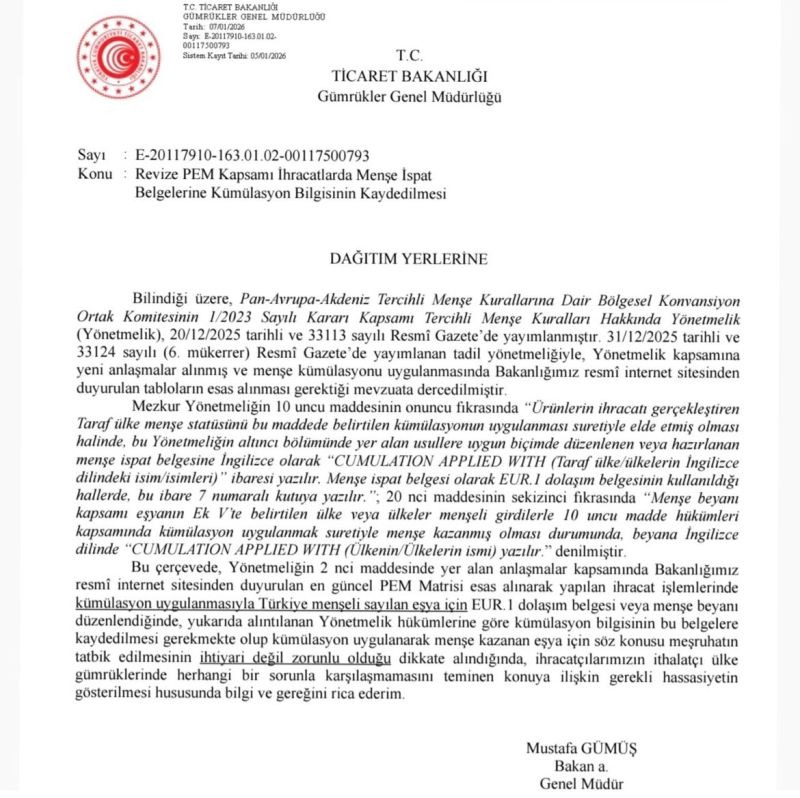 T.C. TİCARET BAKANLIĞI
GÜMRÜKLER GENEL MÜDÜRLÜĞÜ
Tarih: 07/01/2026
Sayı: E-20117910-163.01.02-
00117500793
Sistem Kayıt Tarihi: 05/01/2026
T.C.
TİCARET BAKANLIĞI
Gümrükler Genel Müdürlüğü
Sayı : E-20117910-163.01.02-00117500793
Konu : Revize PEM Kapsamı İhracatlarda Menşe İspat
Belgelerine Kümülasyon Bilgisinin Kaydedilmesi
DAĞITIM YERLERİNE
Bilindiği üzere, Pan-Avrupa-Akdeniz Tercihli Menşe Kurallarına Dair Bölgesel Konvansiyon
Ortak Komitesinin 1/2023 Sayılı Kararı Kapsamı Tercihli Menşe Kuralları Hakkında Yönetmelik
(Yönetmelik), 20/12/2025 tarihli ve 33113 sayılı Resmî Gazete’de yayımlanmıştır. 31/12/2025 tarihli ve
33124 sayılı (6. mükerrer) Resmî Gazete’de yayımlanan tadil yönetmeliğiyle, Yönetmelik kapsamına
yeni anlaşmalar alınmış ve menşe kümülasyonu uygulanmasında Bakanlığımız resmî internet sitesinden
duyurulan tabloların esas alınması gerektiği mevzuata dercedilmiştir.
Mezkur Yönetmeliğin 10 uncu maddesinin onuncu fıkrasında “Ürünlerin ihracatı gerçekleştiren
Taraf ülke menşe statüsünü bu maddede belirtilen kümülasyonun uygulanması suretiyle elde etmiş olması
halinde, bu Yönetmeliğin altıncı bölümünde yer alan usullere uygun biçimde düzenlenen veya hazırlanan
menşe ispat belgesine İngilizce olarak “CUMULATION APPLIED WITH (Taraf ülke/ülkelerin İngilizce
dilindeki isim/isimleri)” ibaresi yazılır. Menşe ispat belgesi olarak EUR.1 dolaşım belgesinin kullanıldığı
hallerde, bu ibare 7 numaralı kutuya yazılır.”; 20 nci maddesinin sekizinci fıkrasında “Menşe beyanı
kapsamı eşyanın Ek V’te belirtilen ülke veya ülkeler menşeli girdilerle 10 uncu madde hükümleri
kapsamında kümülasyon uygulanmak suretiyle menşe kazanmış olması durumunda, beyana İngilizce
dilinde “CUMULATION APPLIED WITH (Ülkenin/Ülkelerin ismi) yazılır.” denilmiştir.
Bu çerçevede, Yönetmeliğin 2 nci maddesinde yer alan anlaşmalar kapsamında Bakanlığımız
resmî internet sitesinden duyurulan en güncel PEM Matrisi esas alınarak yapılan ihracat işlemlerinde
kümülasyon uygulanmasıyla Türkiye menşeli sayılan eşya için EUR.1 dolaşım belgesi veya menşe beyanı
düzenlendiğinde, yukarıda alıntılanan Yönetmelik hükümlerine göre kümülasyon bilgisinin bu belgelere
kaydedilmesi gerekmekte olup kümülasyon uygulanarak menşe kazanan eşya için söz konusu meşruhatın
tatbik edilmesinin ihtiyari değil zorunlu olduğu dikkate alındığında, ihracatçılarımızın ithalatçı ülke
gümrüklerinde herhangi bir sorunla karşılaşmamasını teminen konuya ilişkin gerekli hassasiyetin
gösterilmesi hususunda bilgi ve gereğini rica ederim.
Mustafa GÜMÜŞ
Bakan a.
Genel Müdür